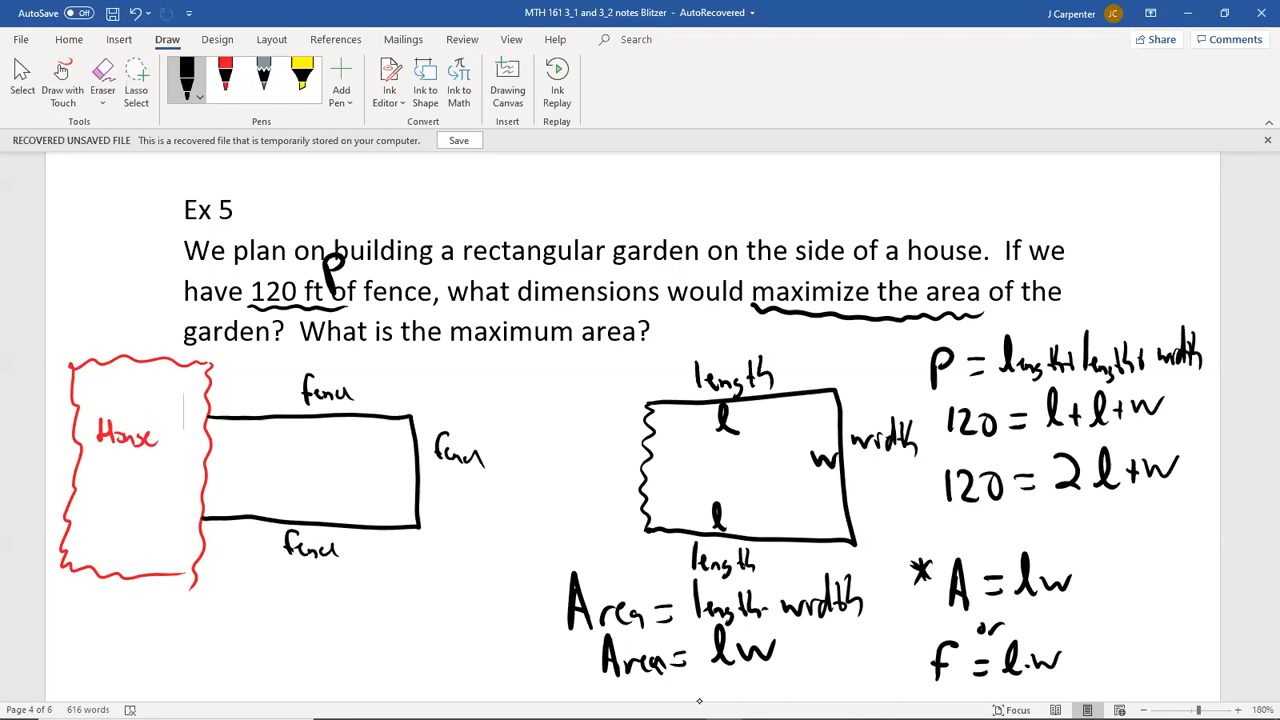 AutoSave Off MTH 161 3_1 and 3_2 notes Blitzer - AutoRecovered J Carpenter JC
File Home Insert Draw Design Layout References Mailings Review View Help Search Share Comments
Select Draw with Touch Eraser Lasso Select Add Pen Ink Editor Ink to Shape Ink to Math Drawing Canvas Ink Replay
Tools Pens Convert Insert Replay
RECOVERED UNSAVED FILE This is a recovered file that is temporarily stored on your computer. Save
Ex 5
We plan on building a rectangular garden on the side of a house. If we
P
have 120 ft of fence, what dimensions would maximize the area of the
garden? What is the maximum area?
House
fence
fence
fence
length
l
w width
l
length
Area = length · width
Area = lw
P = length + length + width
120 = l + l + w
120 = 2l + w
* A = lw
or
f = l·w
Page 4 of 6 616 words Focus 180%